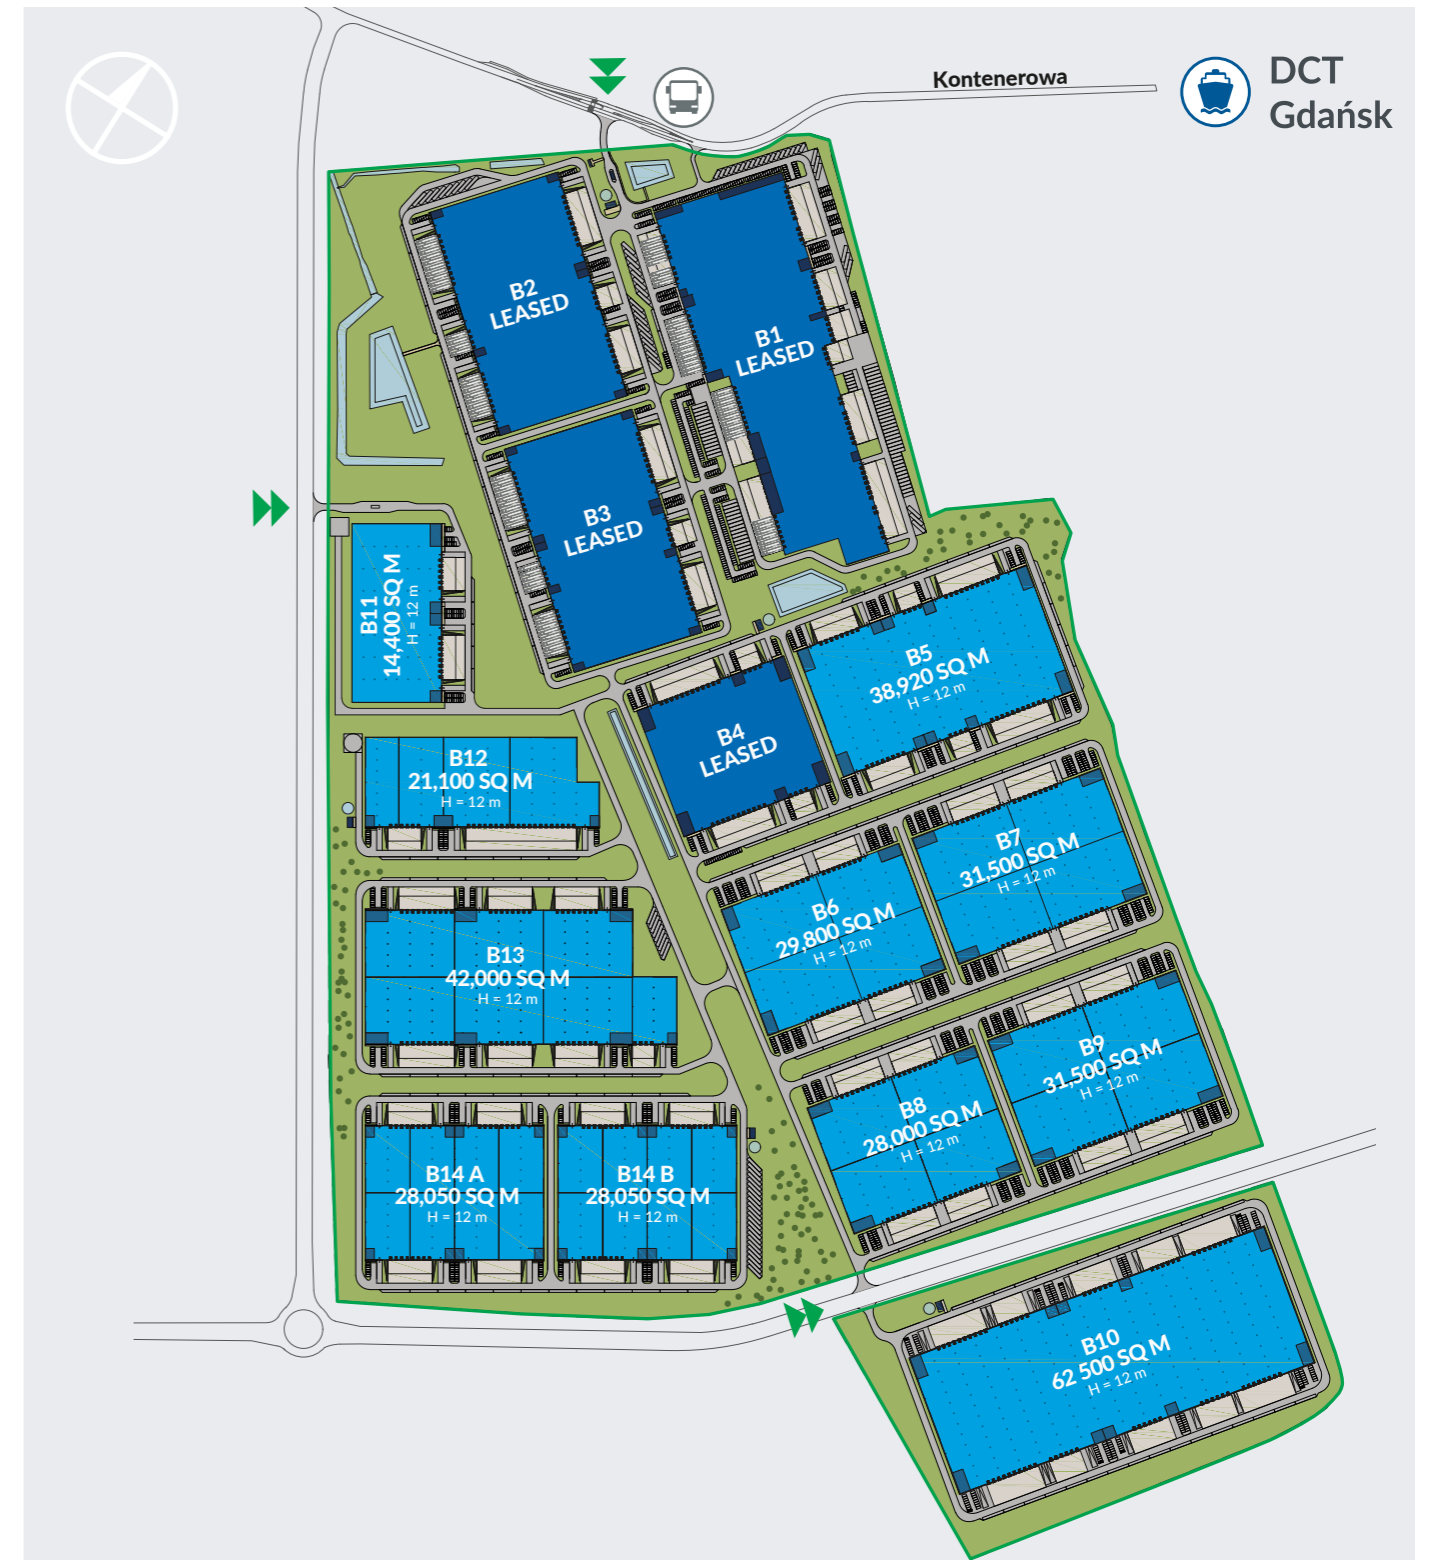 Kontenerowa
DCT
Gdańsk
B2
LEASED
B1
LEASED
B3
LEASED
B11
14,400 SQ M
H = 12 m
B5
38,920 SQ M
H = 12 m
B4
LEASED
B12
21,100 SQ M
H = 12 m
B7
31,500 SQ M
H = 12 m
B6
29,800 SQ M
H = 12 m
B13
42,000 SQ M
H = 12 m
B9
31,500 SQ M
H = 12 m
B8
28,000 SQ M
H = 12 m
B14 A
28,050 SQ M
H = 12 m
B14 B
28,050 SQ M
H = 12 m
B10
62 500 SQ M
H = 12 m